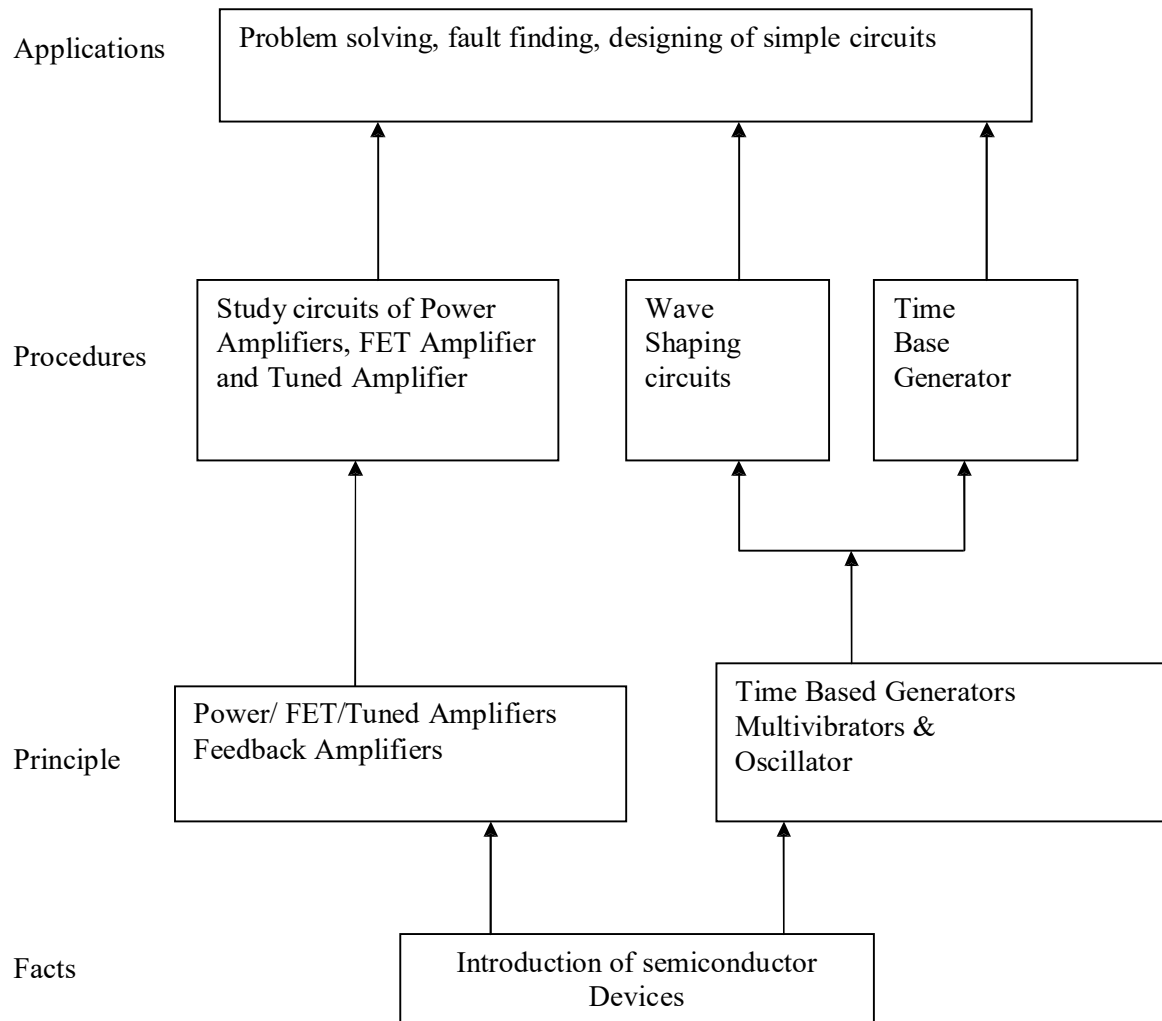 Applications
Problem solving, fault finding, designing of simple circuits
Procedures
Study circuits of Power
Amplifiers, FET Amplifier
and Tuned Amplifier
Wave
Shaping
circuits
Time
Base
Generator
Principle
Power/ FET/Tuned Amplifiers
Feedback Amplifiers
Time Based Generators
Multivibrators &
Oscillator
Facts
Introduction of semiconductor
Devices